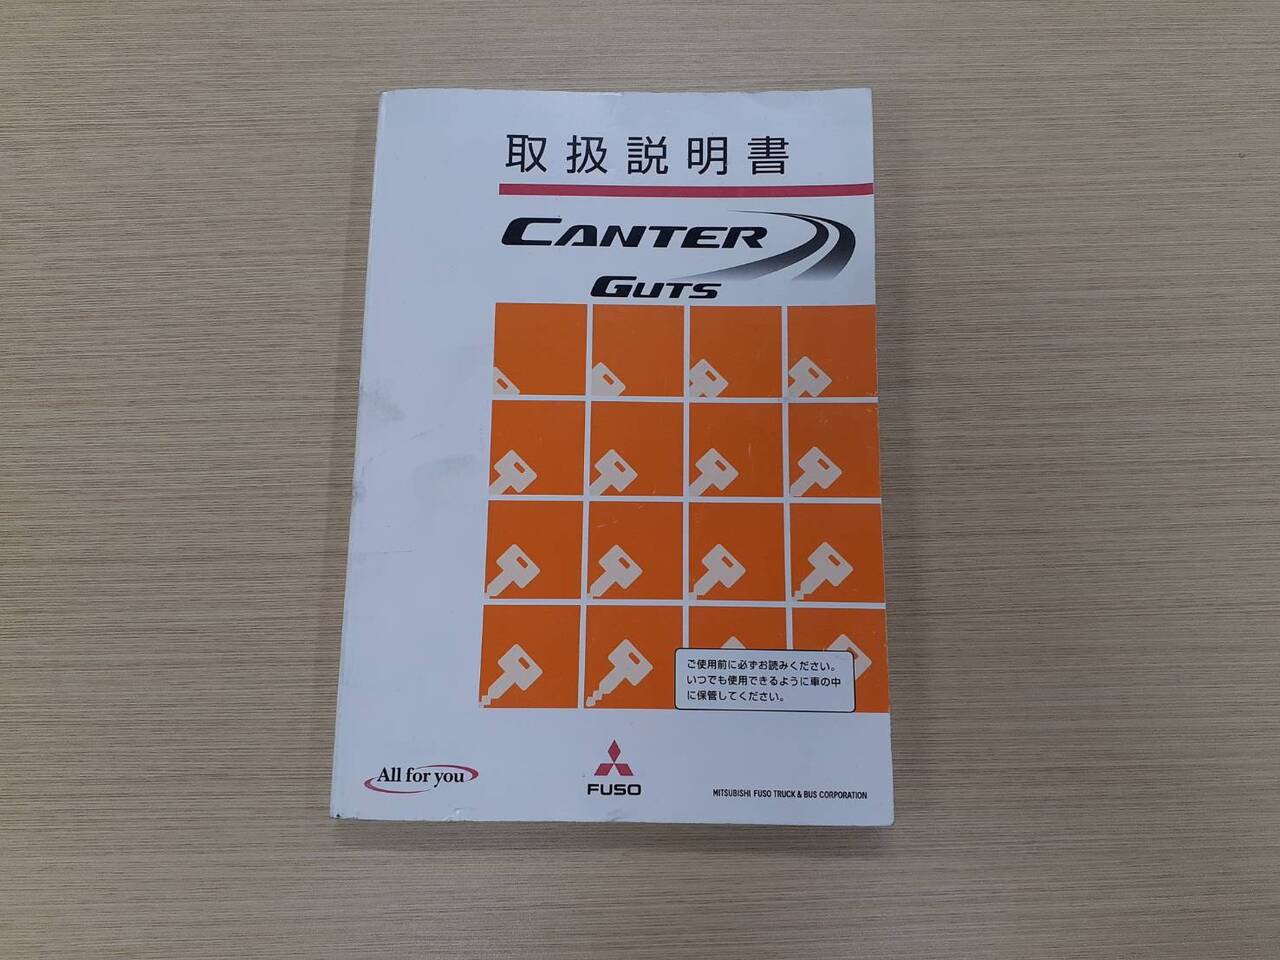 取扱説明書
CANTER
GUTS
ご使用前に必ずお読みください。
いつでも使用できるように車の中
に保管してください。
All for you
FUSO
MITSUBISHI FUSO TRUCK & BUS CORPORATION